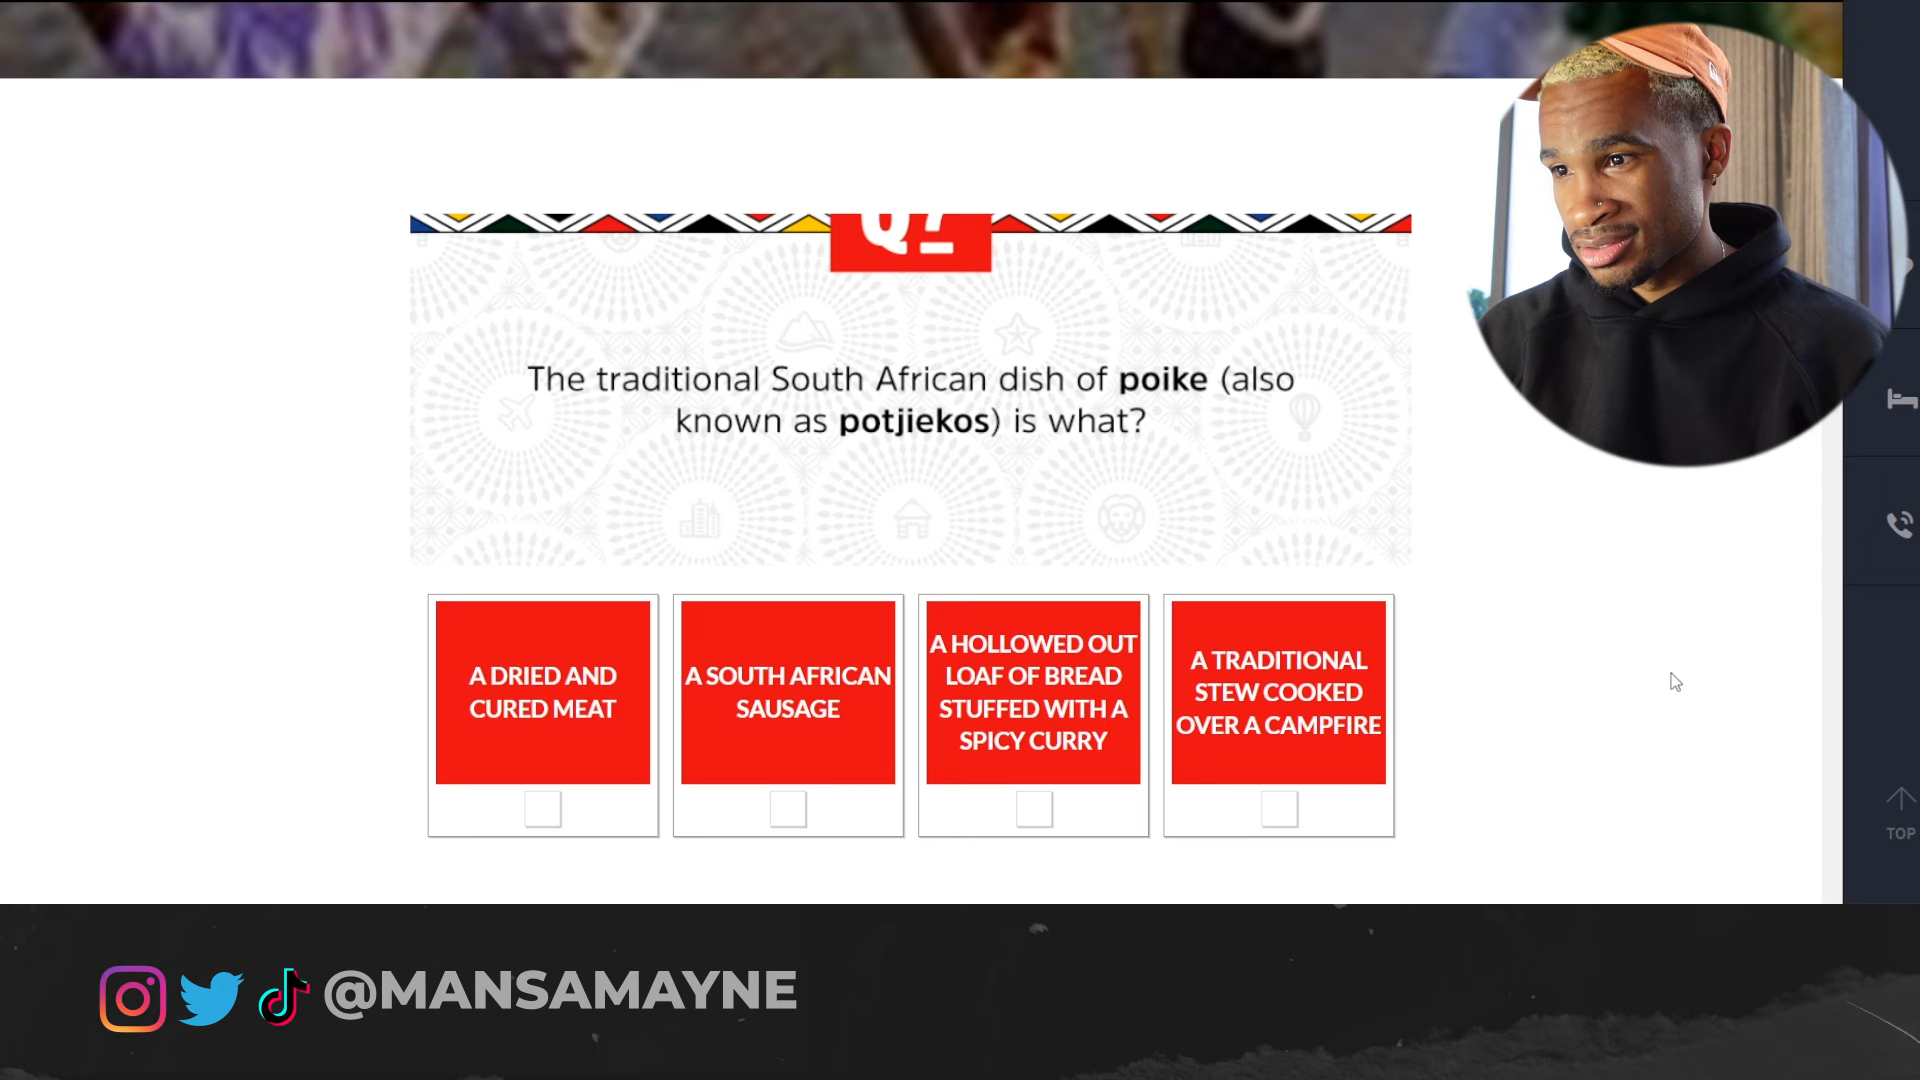 Q?
The traditional South African dish of poike (also
known as potjiekos) is what?
A DRIED AND
CURED MEAT
A SOUTH AFRICAN
SAUSAGE
A HOLLOWED OUT
LOAF OF BREAD
STUFFED WITH A
SPICY CURRY
A TRADITIONAL
STEW COOKED
OVER A CAMPFIRE
TOP
@MANSAMAYNE